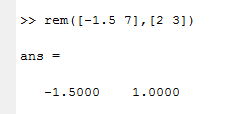 >> rem([-1.5 7],[2 3])
ans =
-1.5000 1.0000